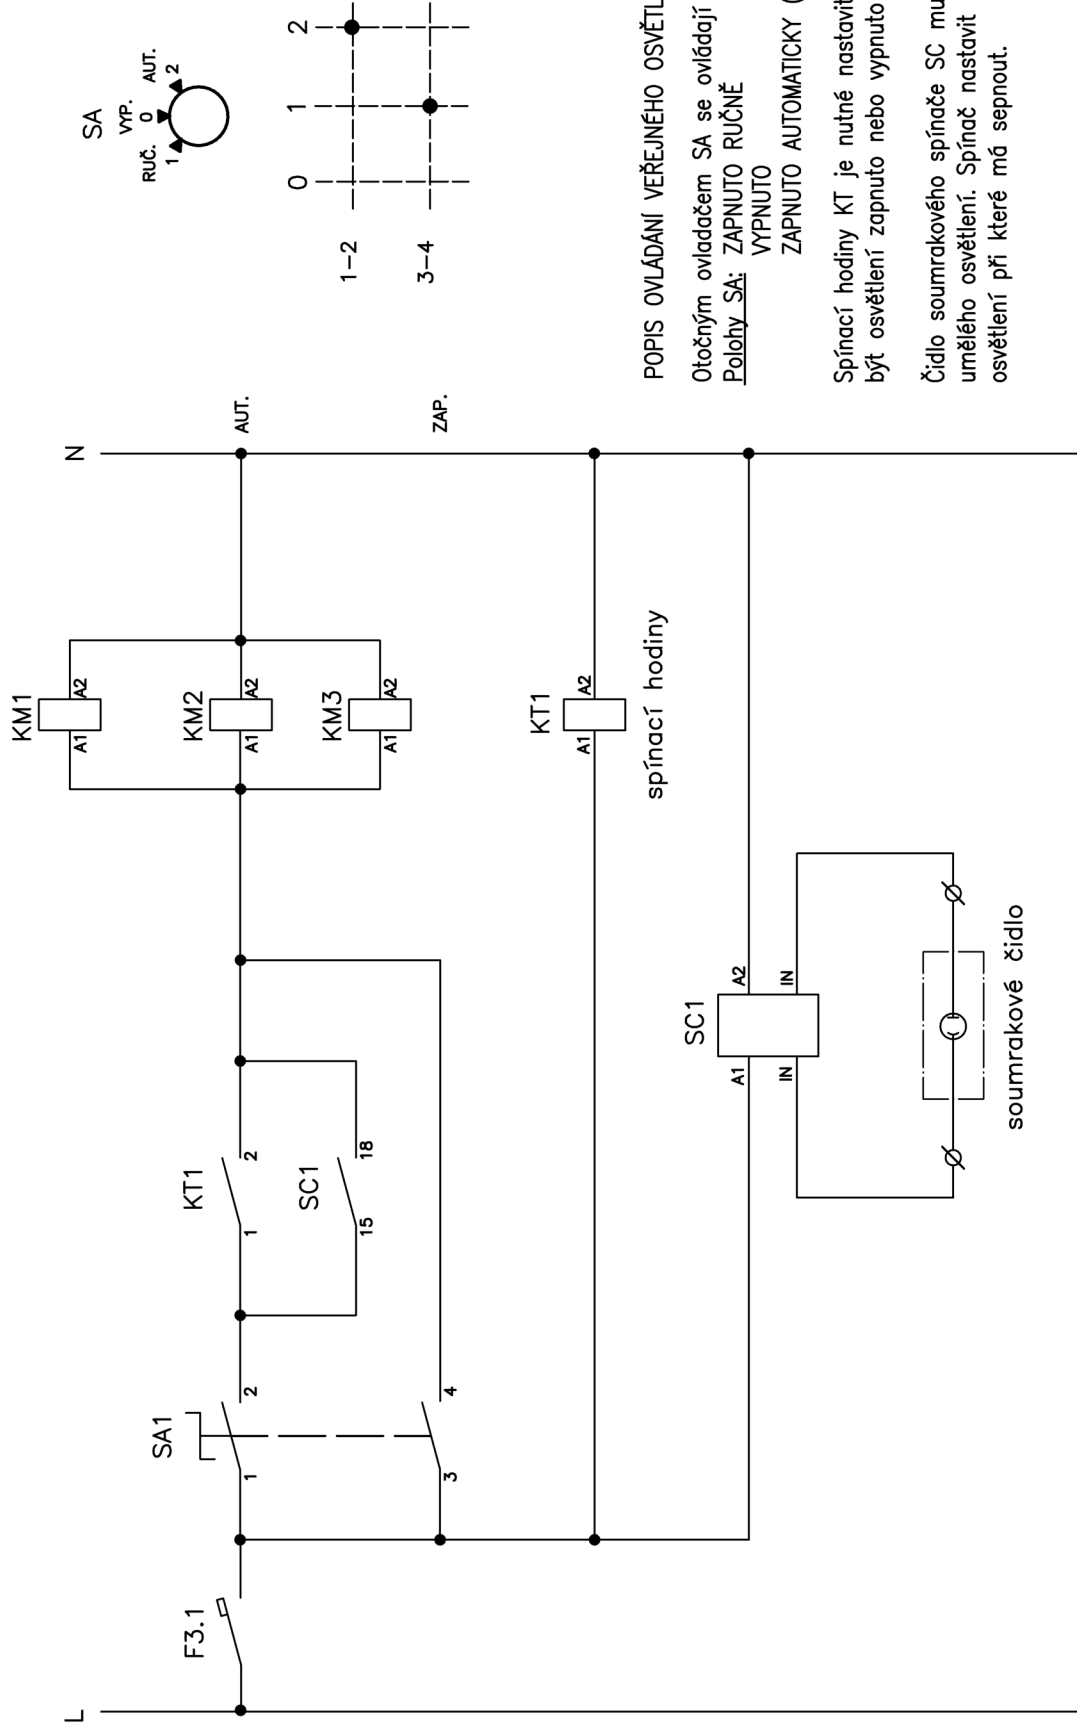 L
F3.1
SA1
1
2
3
4
KT1
1
2
SC1
15
18
KM1
A1
A2
KM2
A1
A2
KM3
A1
A2
KT1
A1
A2
spínací hodiny
SC1
A1
A2
IN
IN
soumrakové čidlo
N
AUT.
ZAP.
SA
RUČ.
VYP.
AUT.
1
0
2
0
1
2
1-2
3-4
POPIS OVLÁDÁNÍ VEŘEJNÉHO OSVĚTL
Otočným ovladačem SA se ovládají
Polohy SA: ZAPNUTO RUČNĚ
VYPNUTO
ZAPNUTO AUTOMATICKY (
Spínací hodiny KT je nutné nastavit
být osvětlení zapnuto nebo vypnuto
Čidlo soumrakového spínače SC mu
umělého osvětlení. Spínač nastavit
osvětlení při které má sepnout.